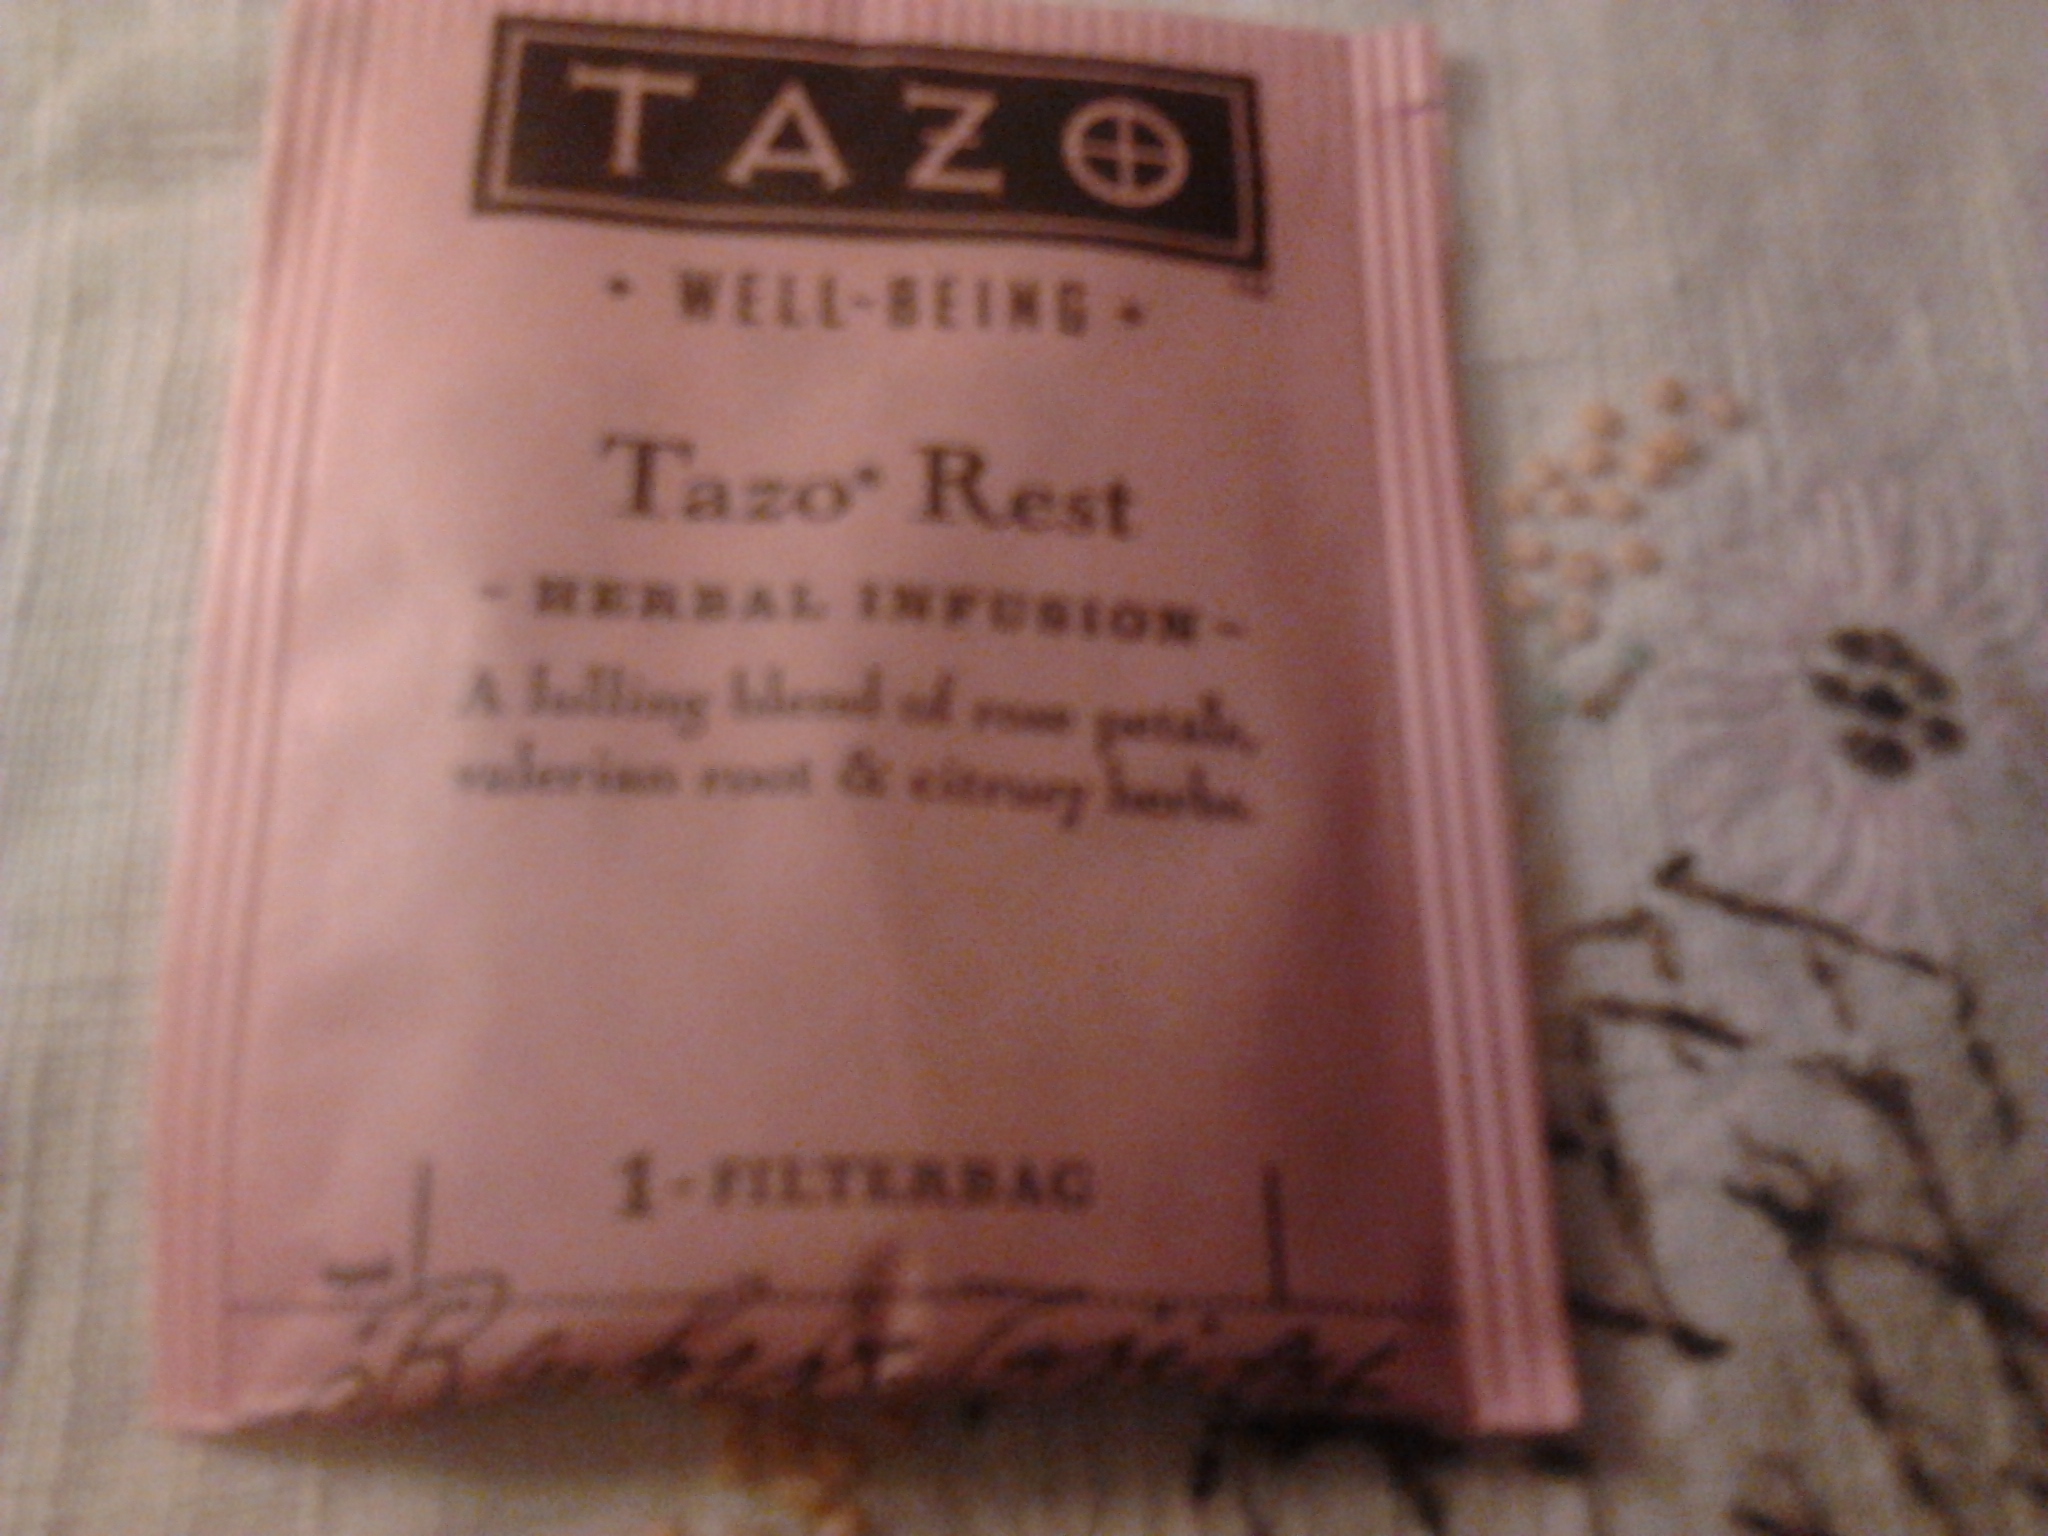 TAZO
• WELL-BEING •
Tazo® Rest
- HERBAL INFUSION -
A lulling blend of rose petals,
valerian root & citrusy herbs.
1 - FILTERBAG